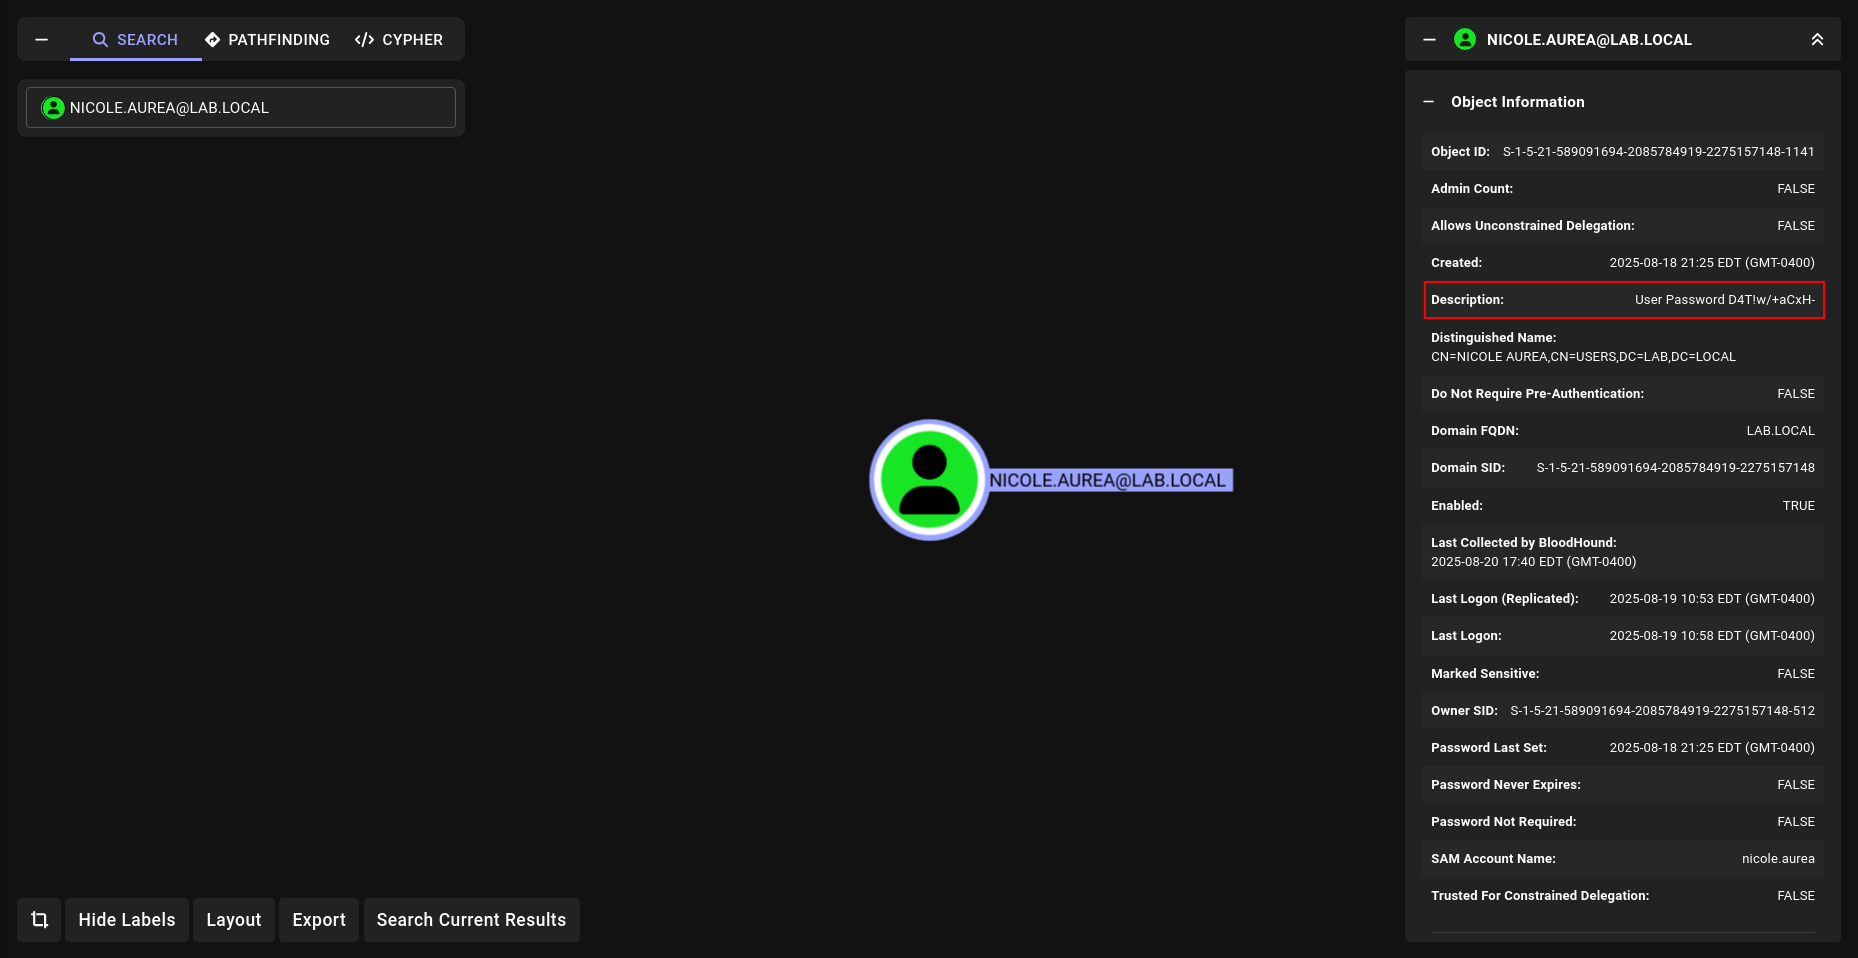 SEARCH PATHFINDING CYPHER
NICOLE.AUREA@LAB.LOCAL
NICOLE.AUREA@LAB.LOCAL
Hide Labels Layout Export Search Current Results
NICOLE.AUREA@LAB.LOCAL
Object Information
Object ID: S-1-5-21-589091694-2085784919-2275157148-1141
Admin Count: FALSE
Allows Unconstrained Delegation: FALSE
Created: 2025-08-18 21:25 EDT (GMT-0400)
Description: User Password D4T!w/+aCxH-
Distinguished Name:
CN=NICOLE AUREA,CN=USERS,DC=LAB,DC=LOCAL
Do Not Require Pre-Authentication: FALSE
Domain FQDN: LAB.LOCAL
Domain SID: S-1-5-21-589091694-2085784919-2275157148
Enabled: TRUE
Last Collected by BloodHound:
2025-08-20 17:40 EDT (GMT-0400)
Last Logon (Replicated): 2025-08-19 10:53 EDT (GMT-0400)
Last Logon: 2025-08-19 10:58 EDT (GMT-0400)
Marked Sensitive: FALSE
Owner SID: S-1-5-21-589091694-2085784919-2275157148-512
Password Last Set: 2025-08-18 21:25 EDT (GMT-0400)
Password Never Expires: FALSE
Password Not Required: FALSE
SAM Account Name: nicole.aurea
Trusted For Constrained Delegation: FALSE